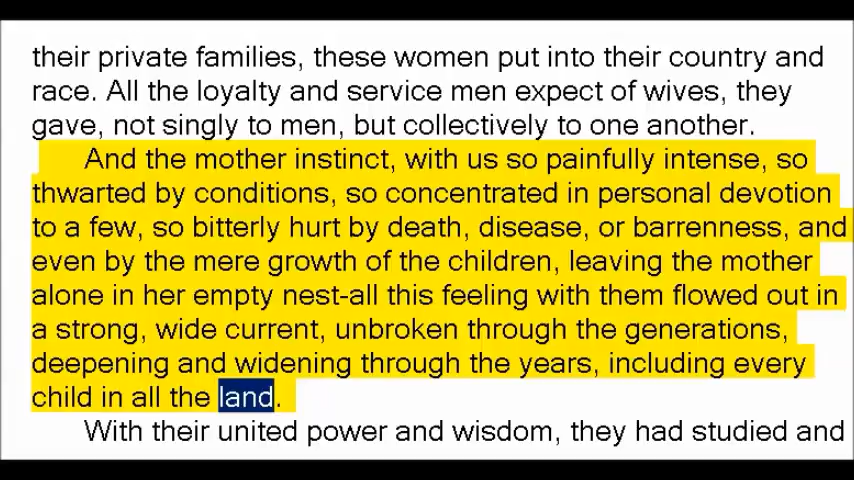 their private families, these women put into their country and
race. All the loyalty and service men expect of wives, they
gave, not singly to men, but collectively to one another.
And the mother instinct, with us so painfully intense, so
thwarted by conditions, so concentrated in personal devotion
to a few, so bitterly hurt by death, disease, or barrenness, and
even by the mere growth of the children, leaving the mother
alone in her empty nest-all this feeling with them flowed out in
a strong, wide current, unbroken through the generations,
deepening and widening through the years, including every
child in all the land.
With their united power and wisdom, they had studied and